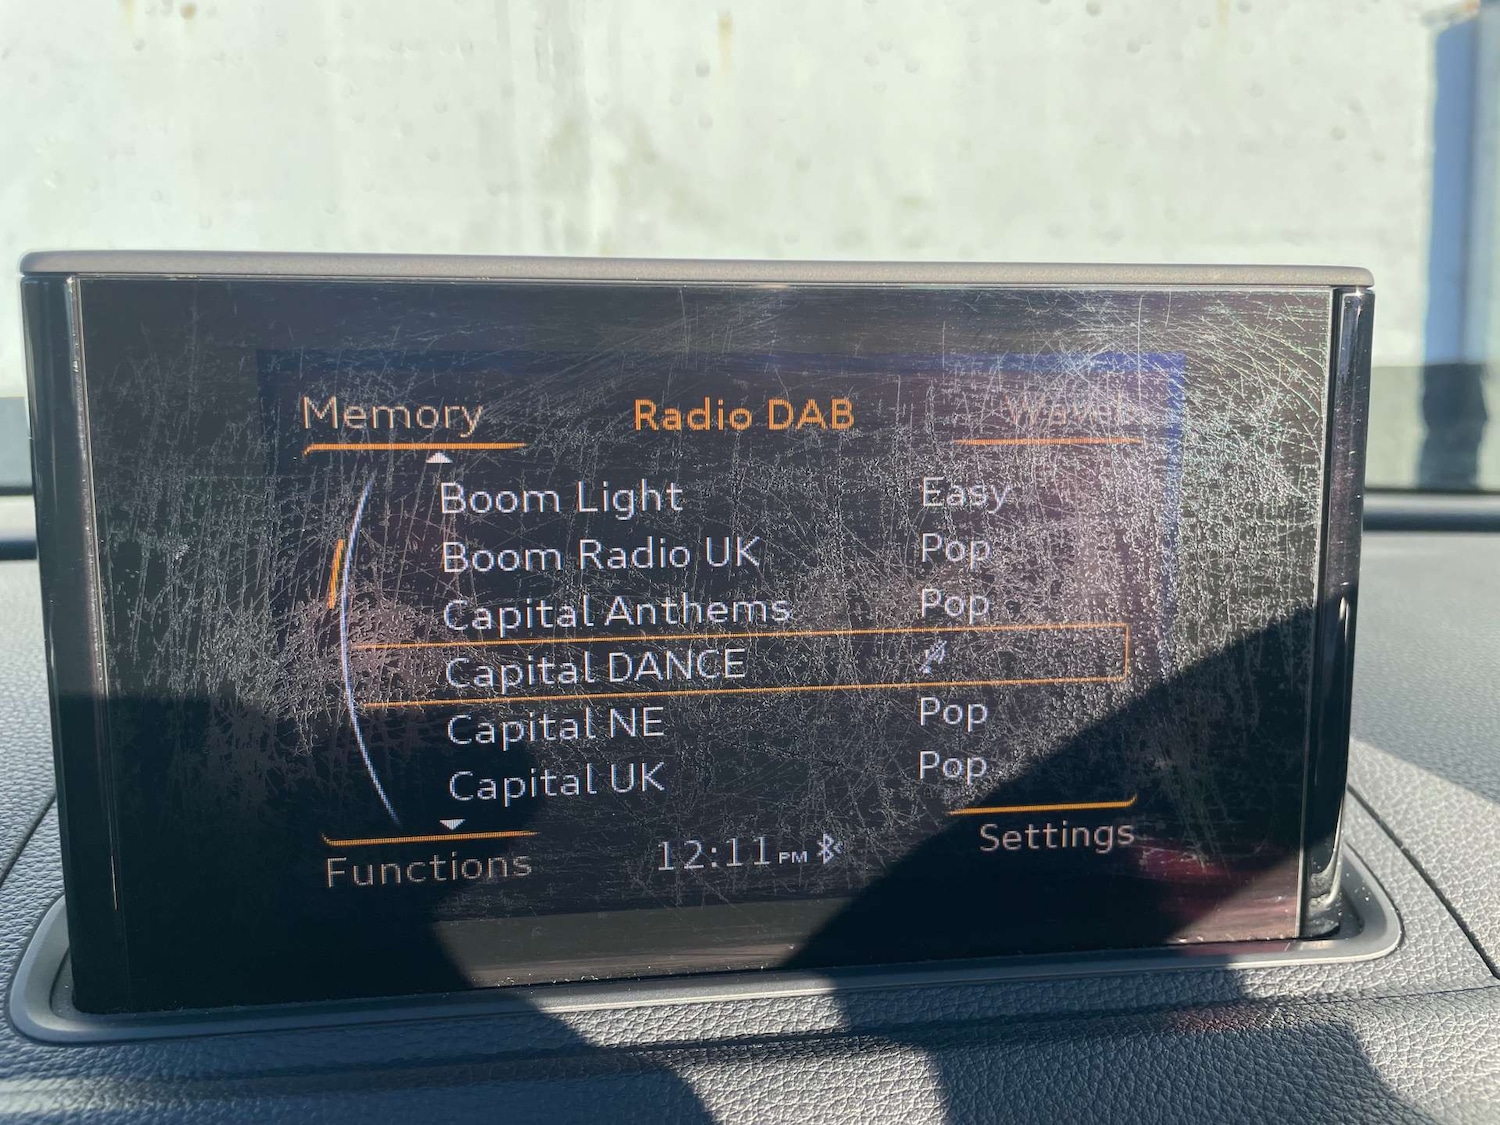 Memory Radio DAB
Boom Light Easy
Boom Radio UK Pop
Capital Anthems Pop
Capital DANCE
Capital NE Pop
Capital UK Pop
Functions 12:11 PM Settings